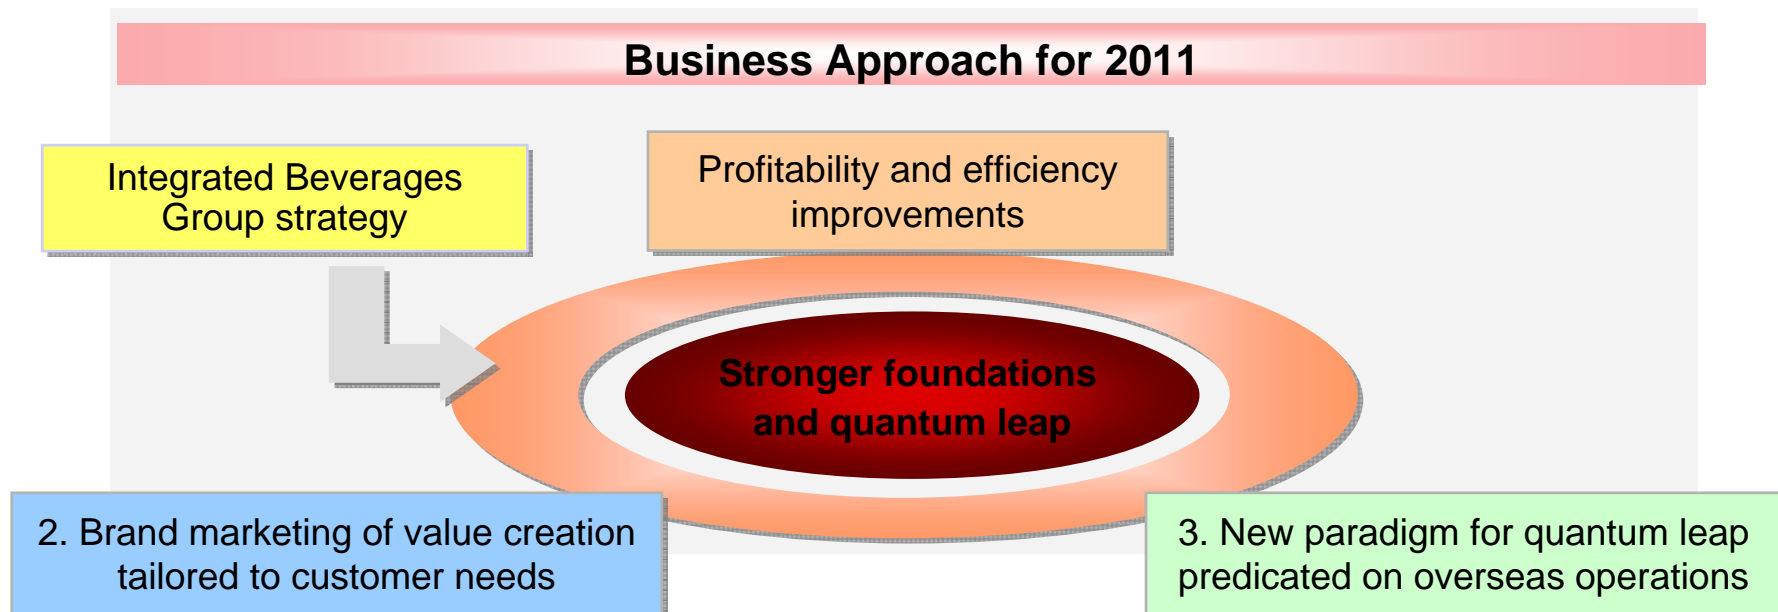 Business Approach for 2011
Integrated Beverages
Group strategy
Profitability and efficiency
improvements
Stronger foundations
and quantum leap
2. Brand marketing of value creation
tailored to customer needs
3. New paradigm for quantum leap
predicated on overseas operations